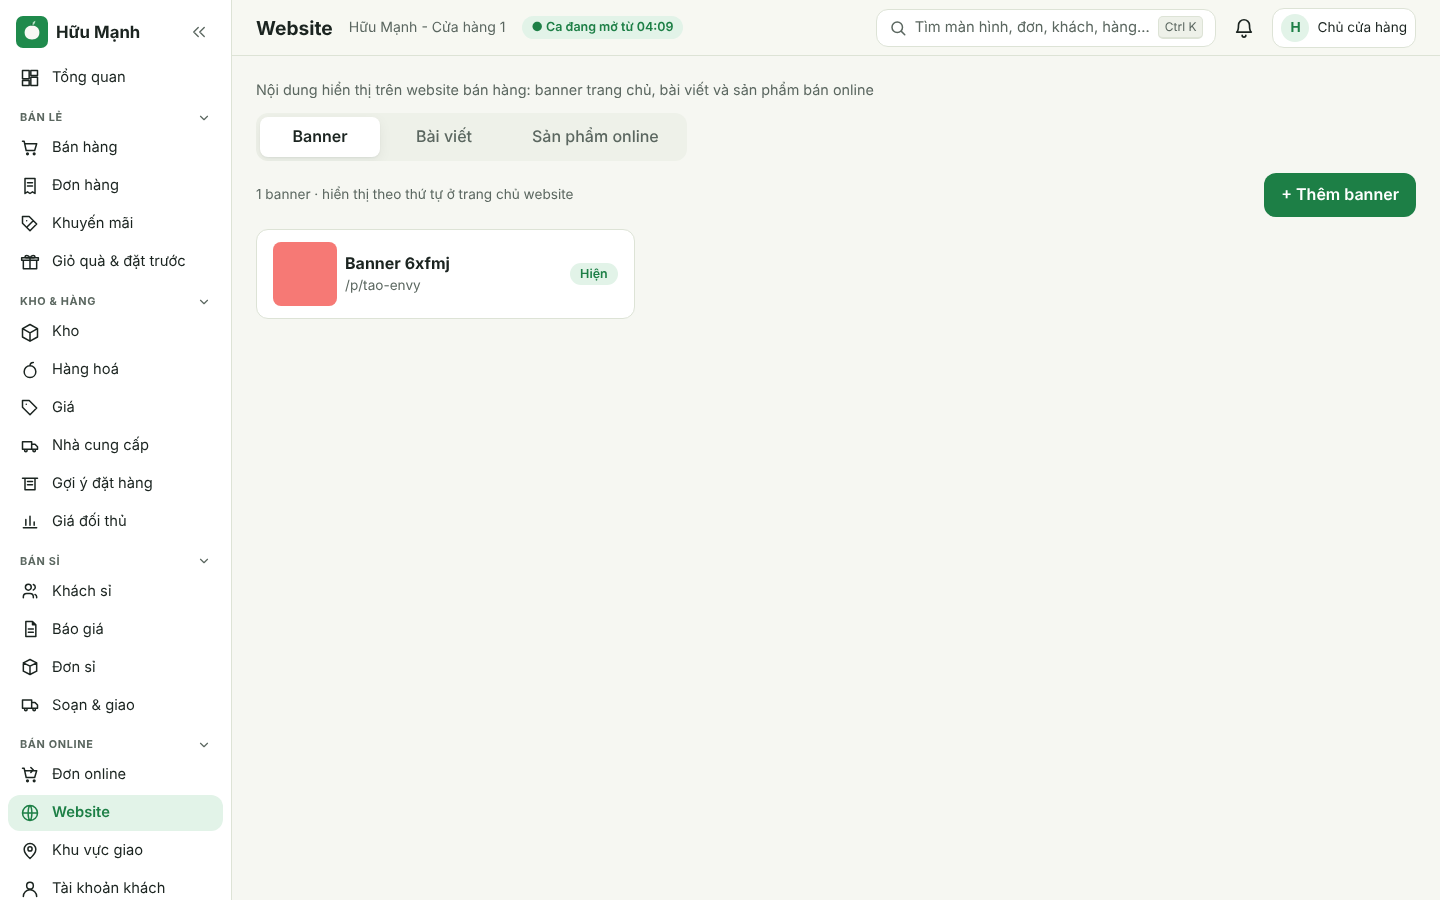 Hữu Mạnh
Tổng quan
BÁN LẺ
Bán hàng
Đơn hàng
Khuyến mãi
Giỏ quà & đặt trước
KHO & HÀNG
Kho
Hàng hoá
Giá
Nhà cung cấp
Gợi ý đặt hàng
Giá đối thủ
BÁN SỈ
Khách sỉ
Báo giá
Đơn sỉ
Soạn & giao
BÁN ONLINE
Đơn online
Website
Khu vực giao
Tài khoản khách
Website Hữu Mạnh - Cửa hàng 1 Ca đang mở từ 04:09 Tìm màn hình, đơn, khách, hàng... Ctrl K H Chủ cửa hàng
Nội dung hiển thị trên website bán hàng: banner trang chủ, bài viết và sản phẩm bán online
Banner Bài viết Sản phẩm online
1 banner · hiển thị theo thứ tự ở trang chủ website
+ Thêm banner
Banner 6xfmj
/p/tao-envy
Hiện